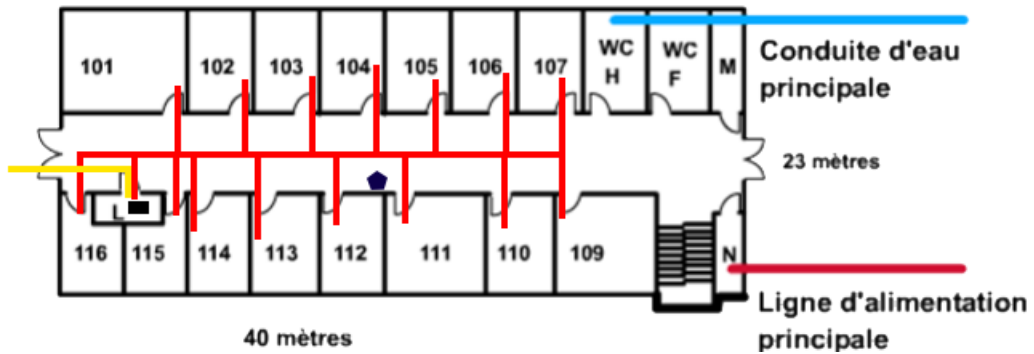 101
102
103
104
105
106
107
WC
H
WC
F
M
Conduite d'eau
principale
23 mètres
L
116
115
114
113
112
111
110
109
N
Ligne d'alimentation
principale
40 mètres